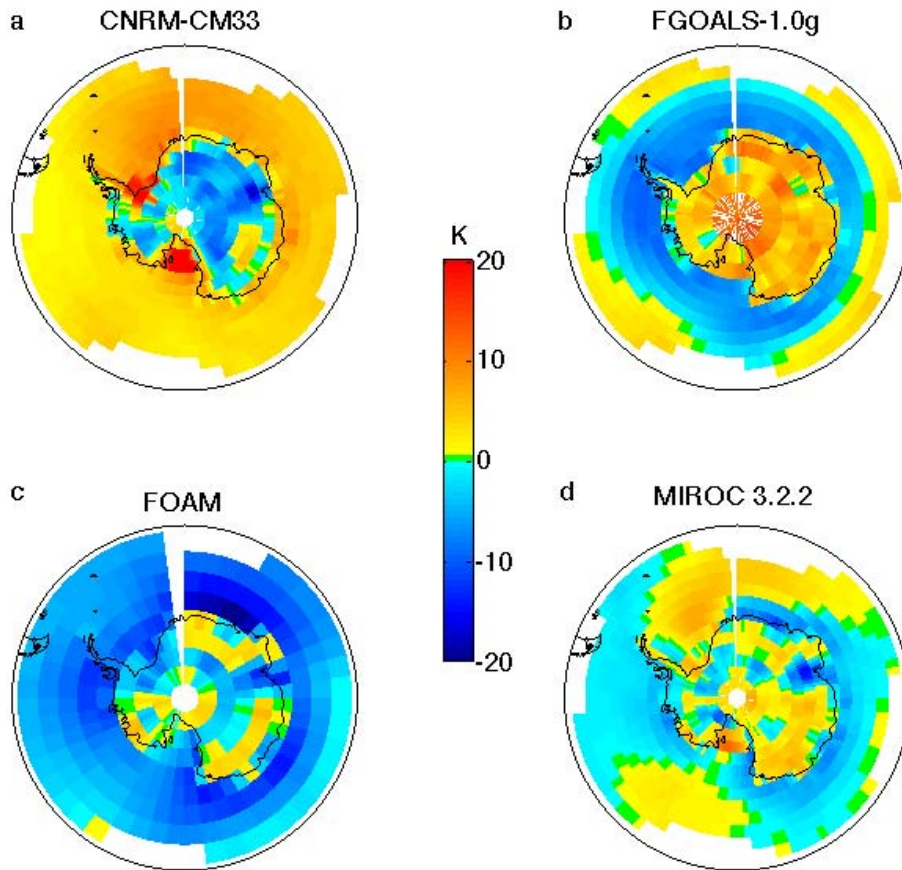 a CNRM-CM33
b FGOALS-1.0g
K
20
10
0
-10
-20
c FOAM
d MIROC 3.2.2